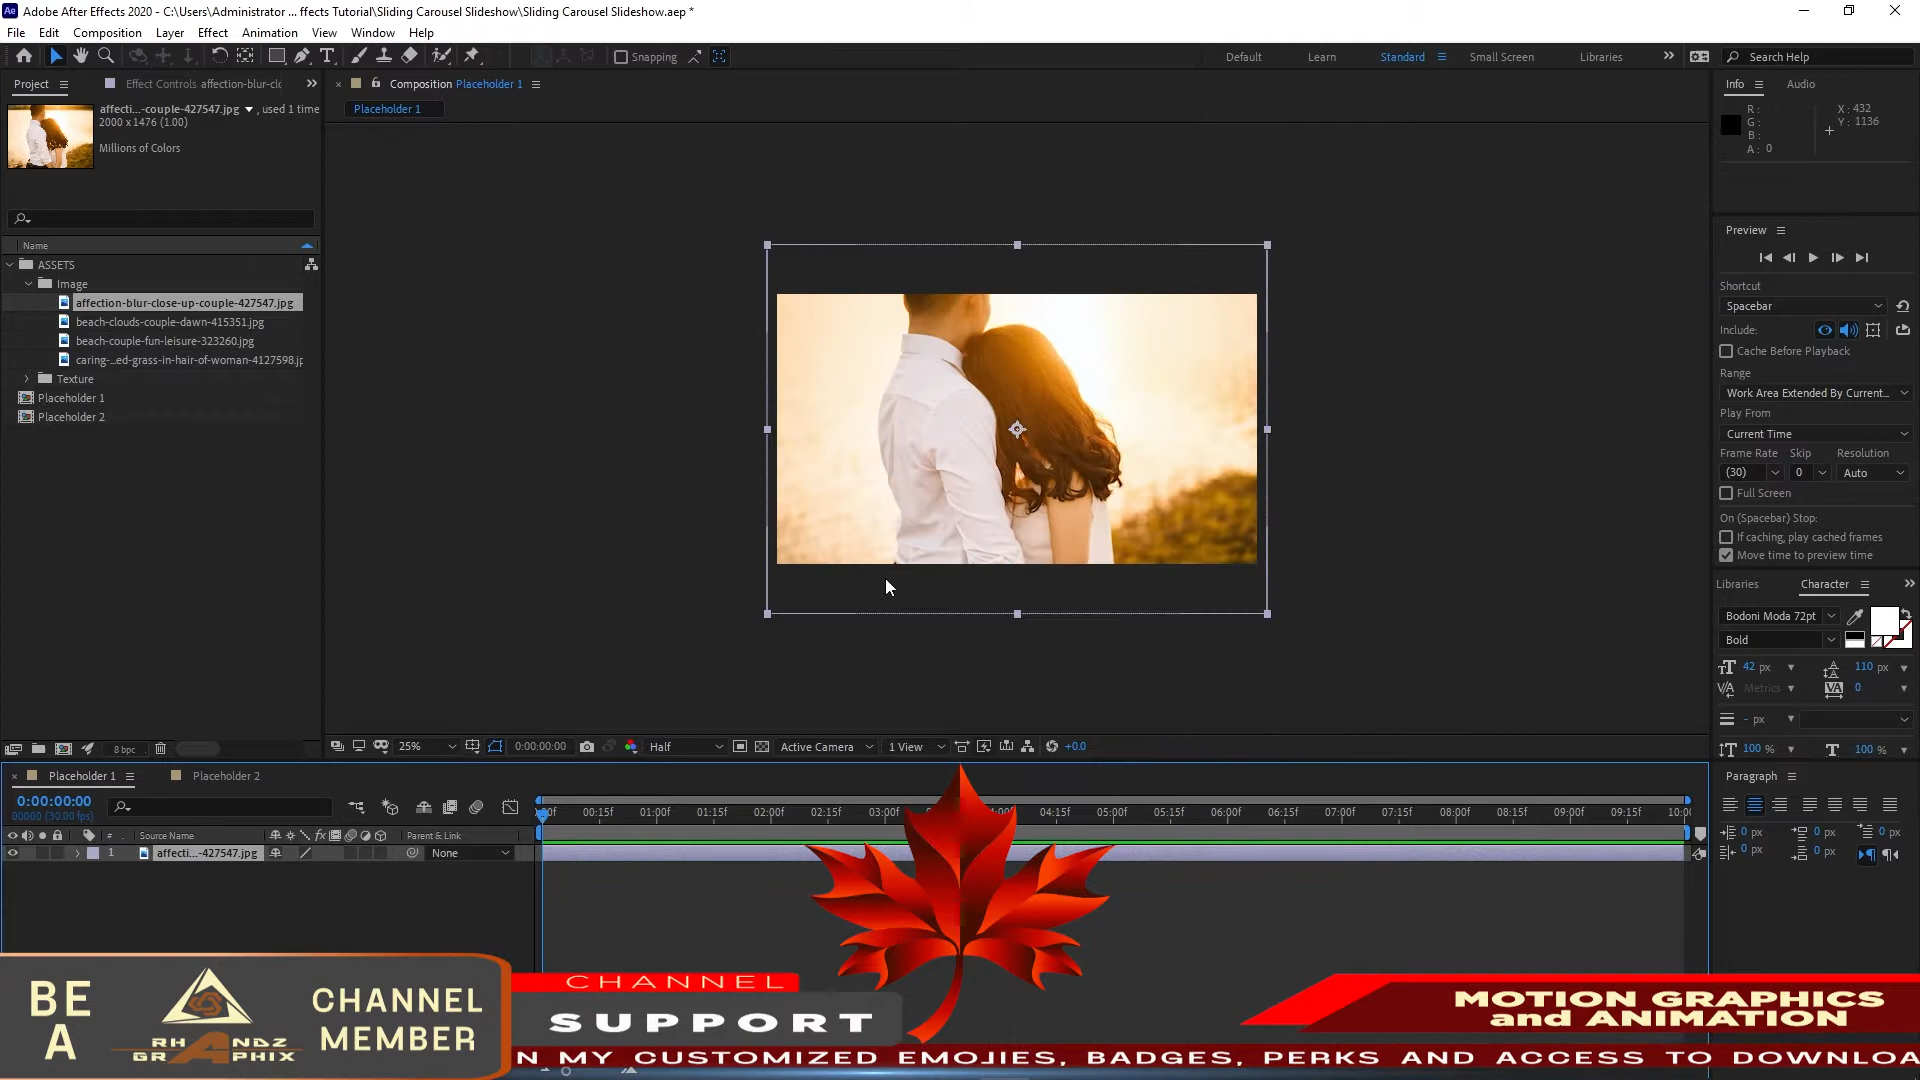 Adobe After Effects 2020 - C:\Users\Administrator ... ffects Tutorial\Sliding Carousel Slideshow\Sliding Carousel Slideshow.aep *
File Edit Composition Layer Effect Animation View Window Help
Snapping
Default Learn Standard Small Screen Libraries
Search Help
Project
Effect Controls affection-blur-clo
affecti...-couple-427547.jpg , used 1 time
2000 x 1476 (1.00)
Millions of Colors
Name
ASSETS
Image
affection-blur-close-up-couple-427547.jpg
beach-clouds-couple-dawn-415351.jpg
beach-couple-fun-leisure-323260.jpg
caring-...ed-grass-in-hair-of-woman-4127598.jp
Texture
Placeholder 1
Placeholder 2
8 bpc
Composition Placeholder 1
Placeholder 1
25%
0:00:00:00
Half
Active Camera
1 View
+0.0
Info Audio
R :
G :
B :
A : 0
X : 432
Y : 1136
Preview
Shortcut
Spacebar
Include:
Cache Before Playback
Range
Work Area Extended By Current...
Play From
Current Time
Frame Rate Skip Resolution
(30) 0 Auto
Full Screen
On (Spacebar) Stop:
If caching, play cached frames
Move time to preview time
Libraries Character
Bodoni Moda 72pt
Bold
42 px
110 px
Metrics
0
- px
100 %
100 %
Paragraph
0 px 0 px 0 px
0 px 0 px
Placeholder 1
Placeholder 2
0:00:00:00
00000 (30.00 fps)
# Source Name
Parent & Link
1 affecti...-427547.jpg
None
00f 00:15f 01:00f 01:15f 02:00f 02:15f 03:00f 04:15f 05:00f 05:15f 06:00f 06:15f 07:00f 07:15f 08:00f 08:15f 09:00f 09:15f 10:00
BE
A
RHANDZ
GRAPHIX
CHANNEL
MEMBER
CHANNEL
SUPPORT
MOTION GRAPHICS
and ANIMATION
N MY CUSTOMIZED EMOJIES, BADGES, PERKS AND ACCESS TO DOWNLOA